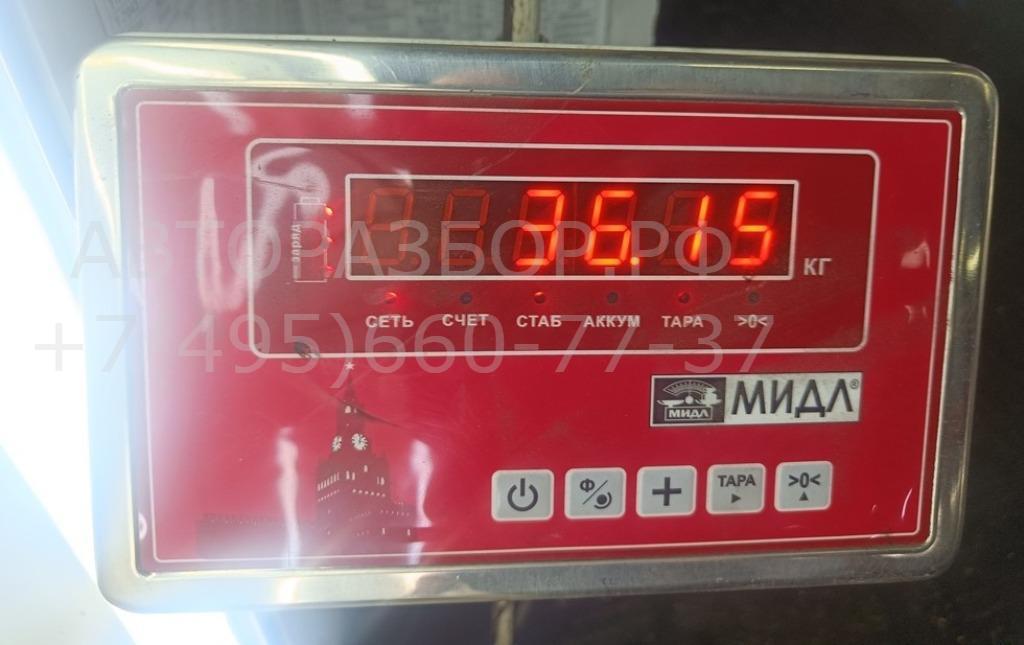 36.15
КГ
заряд
АВТОРАЗБОР.РФ
СЕТЬ СЧЕТ СТАБ АККУМ ТАРА >0<
+7(495)660-77-37
МИДЛ МИДЛ®
Ф ТАРА >0<